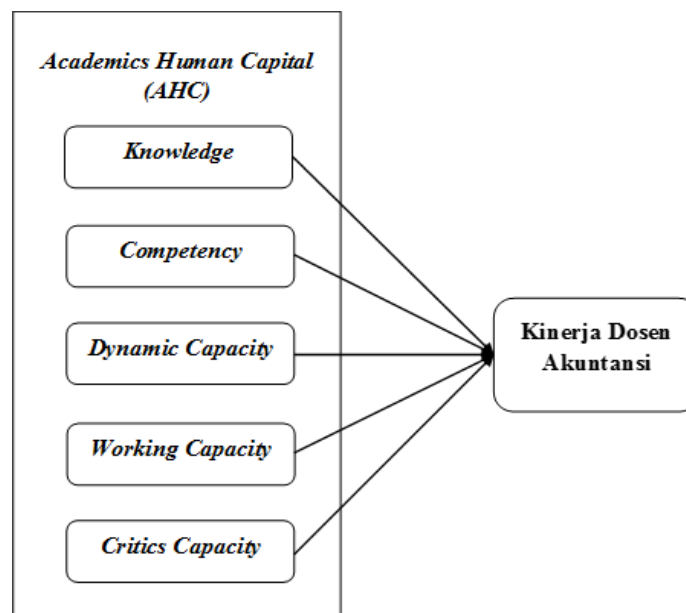 Academics Human Capital
(AHC)
Knowledge
Competency
Dynamic Capacity
Working Capacity
Critics Capacity
Kinerja Dosen
Akuntansi